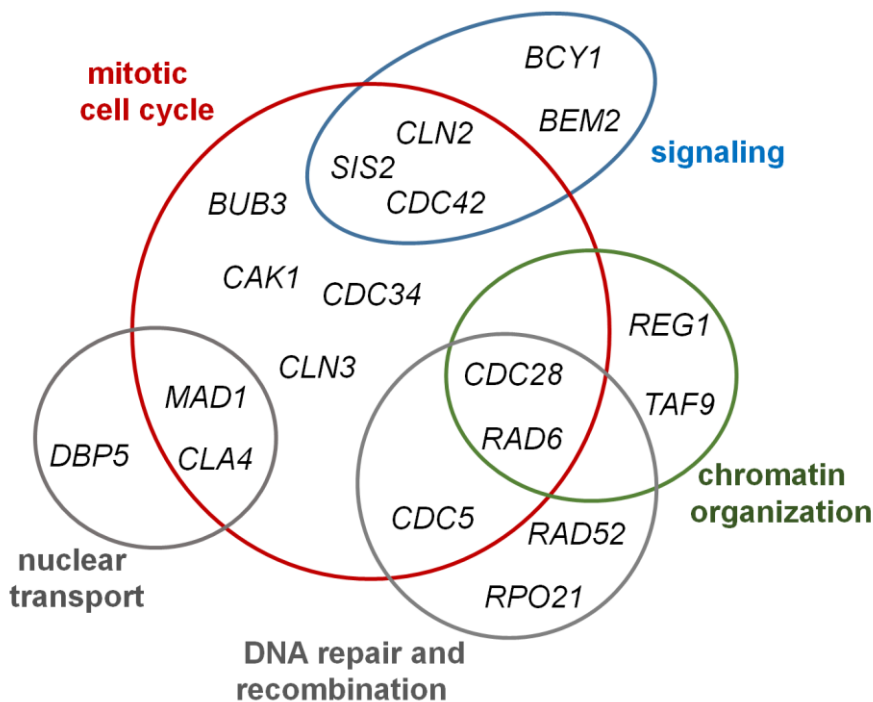 BCY1
mitotic
cell cycle
CLN2
BEM2
signaling
SIS2
CDC42
BUB3
CAK1
CDC34
REG1
CLN3
CDC28
MAD1
TAF9
RAD6
DBP5
CLA4
chromatin
organization
CDC5
RAD52
nuclear
transport
RPO21
DNA repair and
recombination